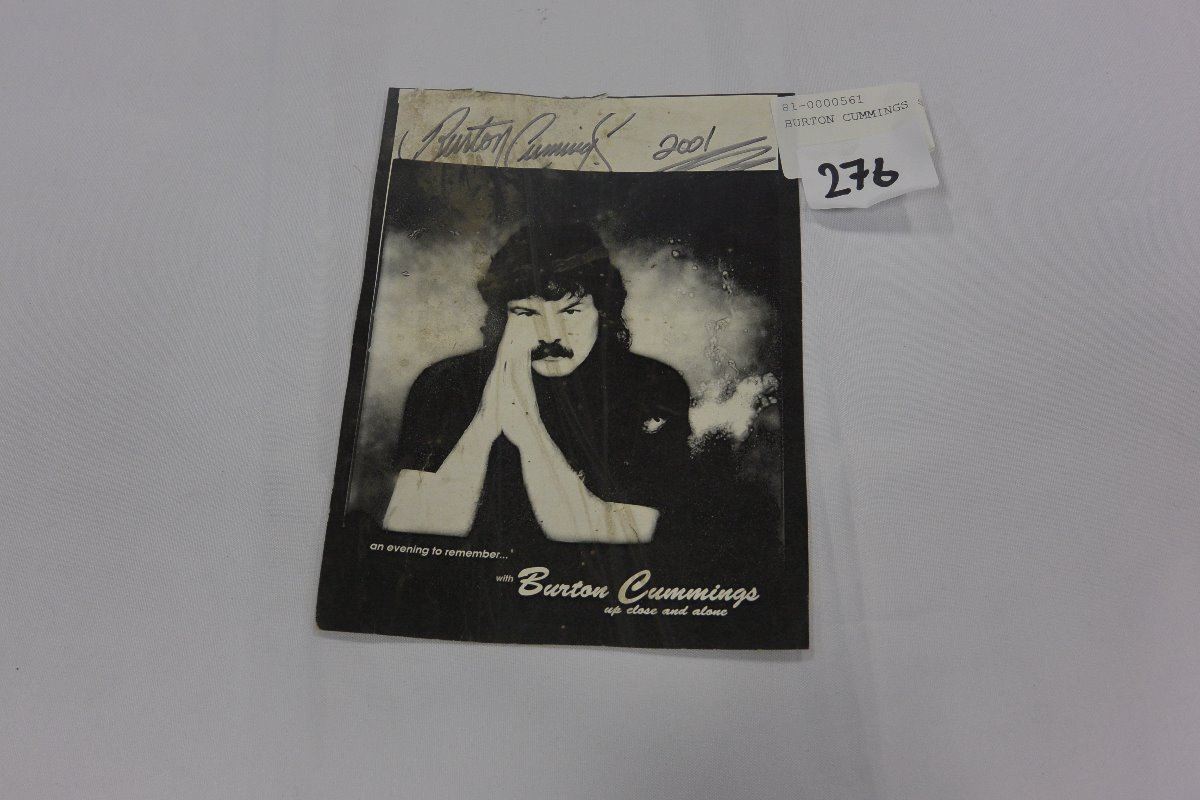 Burton Cummings 2001
81-0000561
BURTON CUMMINGS
276
an evening to remember...
with Burton Cummings
up close and alone